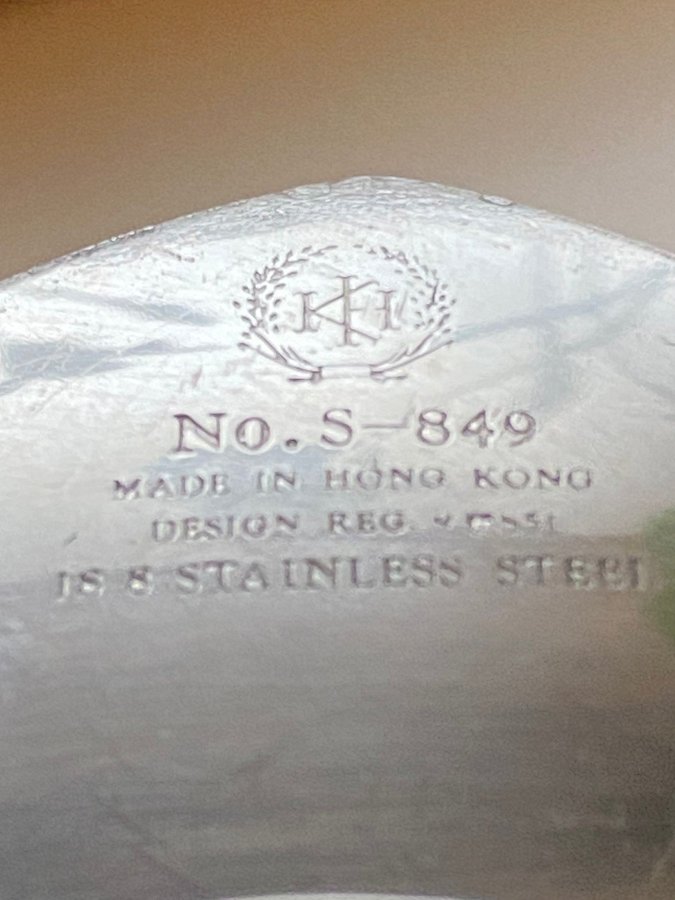 No. S-849
MADE IN HONG KONG
DESIGN REG.
18 8 STAINLESS STEEL